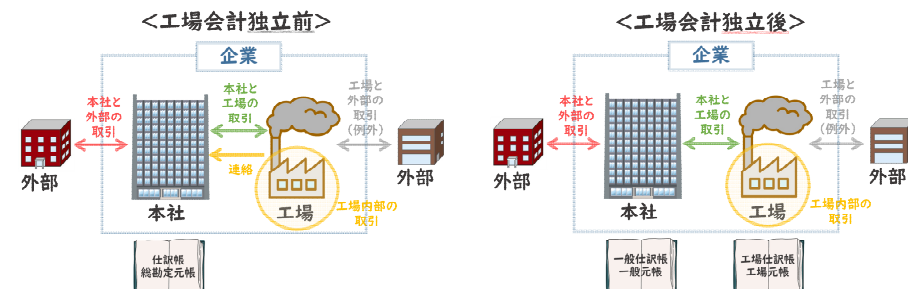 <工場会計独立前>
企業
本社と
外部の
取引
本社と
工場の
取引
工場と
外部の
取引
(例外)
連絡
外部
本社
工場
外部
工場内部の
取引
仕訳帳
総勘定元帳
<工場会計独立後>
企業
本社と
外部の
取引
本社と
工場の
取引
工場と
外部の
取引
(例外)
外部
本社
工場
外部
工場内部の
取引
一般仕訳帳
一般元帳
工場仕訳帳
工場元帳